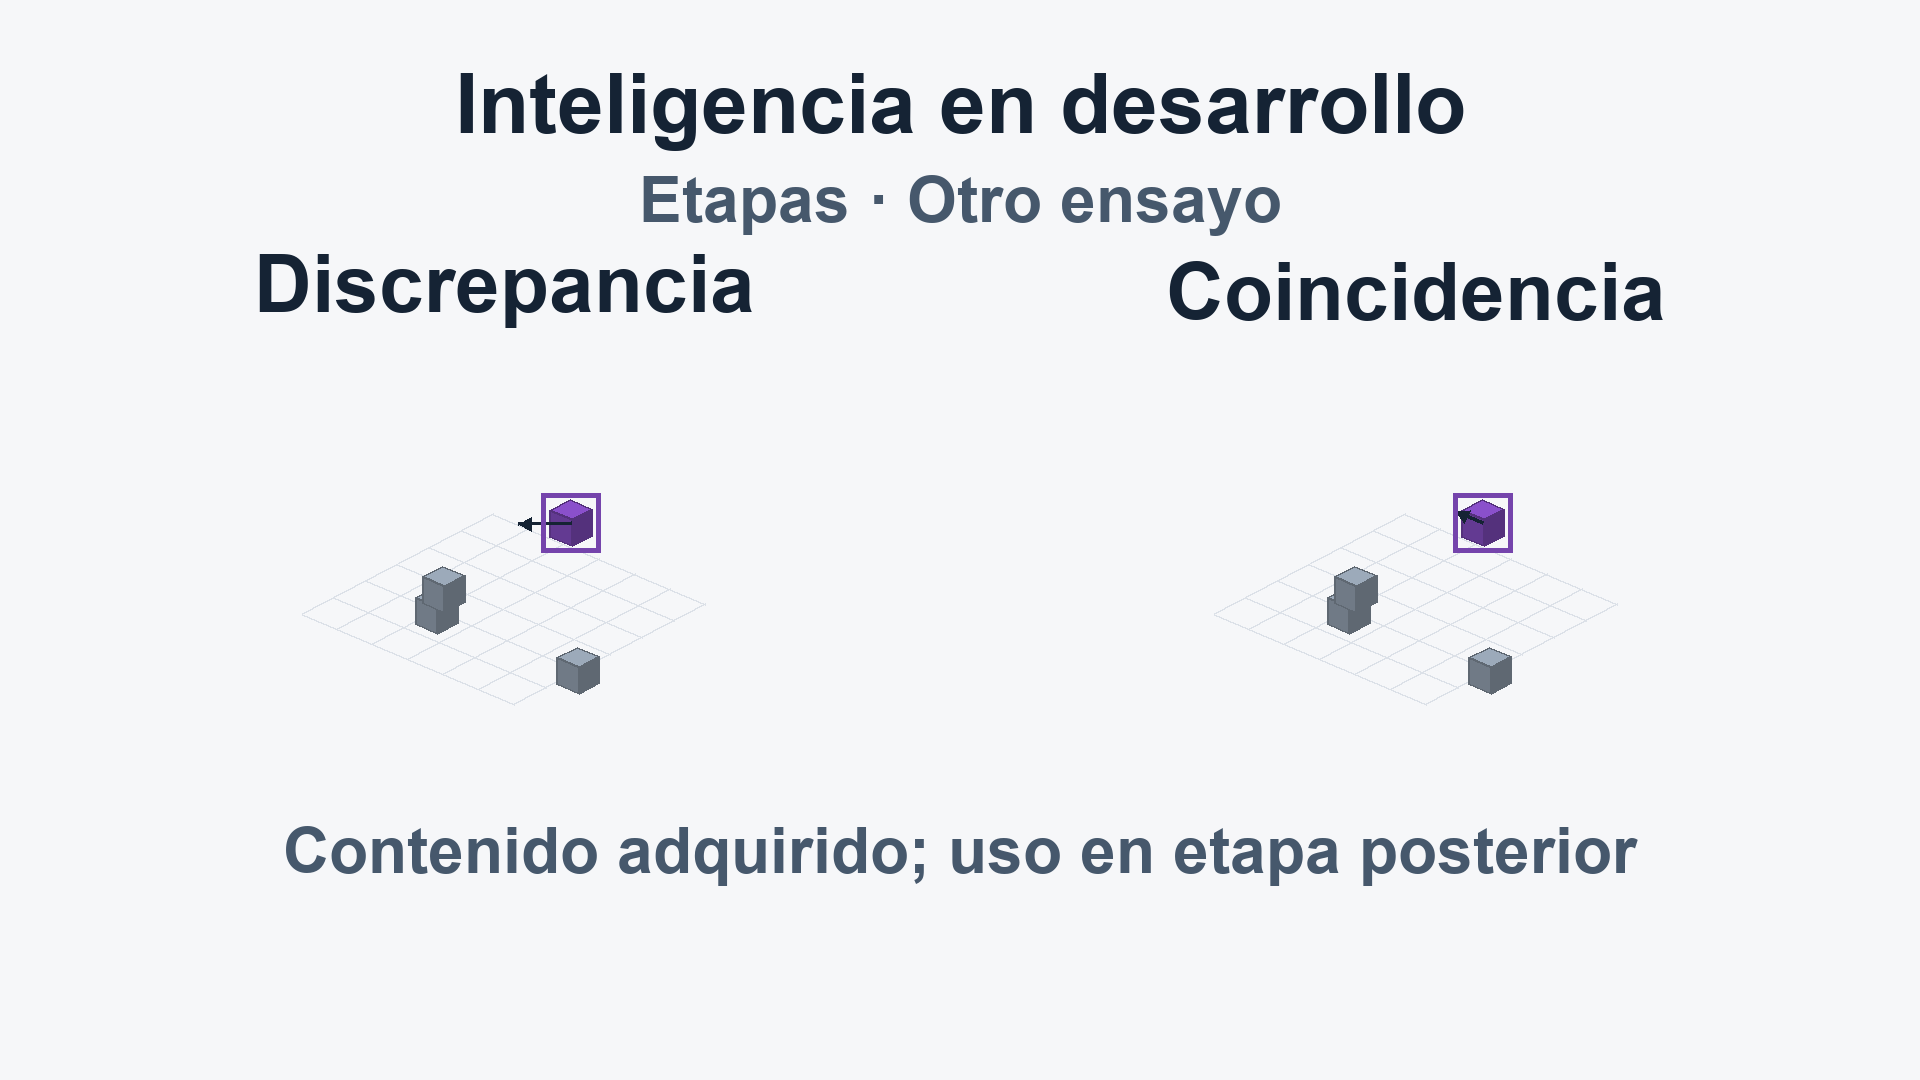 Inteligencia en desarrollo
Etapas · Otro ensayo
Discrepancia
Coincidencia
Contenido adquirido; uso en etapa posterior